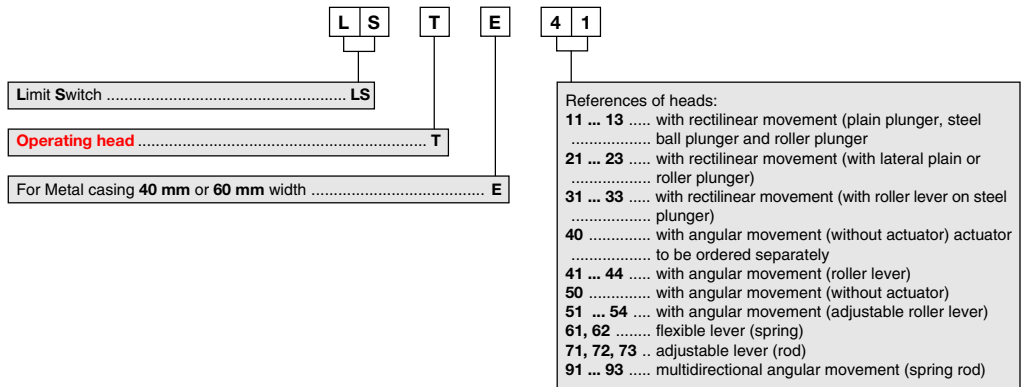 L S T E 4 1
Limit Switch ...................................................... LS
Operating head ................................................................. T
For Metal casing 40 mm or 60 mm width ....................................... E
References of heads:
11 ... 13 ..... with rectilinear movement (plain plunger, steel
.................. ball plunger and roller plunger
21 ... 23 ..... with rectilinear movement (with lateral plain or
.................. roller plunger)
31 ... 33 ..... with rectilinear movement (with roller lever on steel
.................. plunger)
40 .............. with angular movement (without actuator) actuator
.................. to be ordered separately
41 ... 44 ..... with angular movement (roller lever)
50 .............. with angular movement (without actuator)
51 ... 54 .... with angular movement (adjustable roller lever)
61, 62 ........ flexible lever (spring)
71, 72, 73 .. adjustable lever (rod)
91 ... 93 ..... multidirectional angular movement (spring rod)